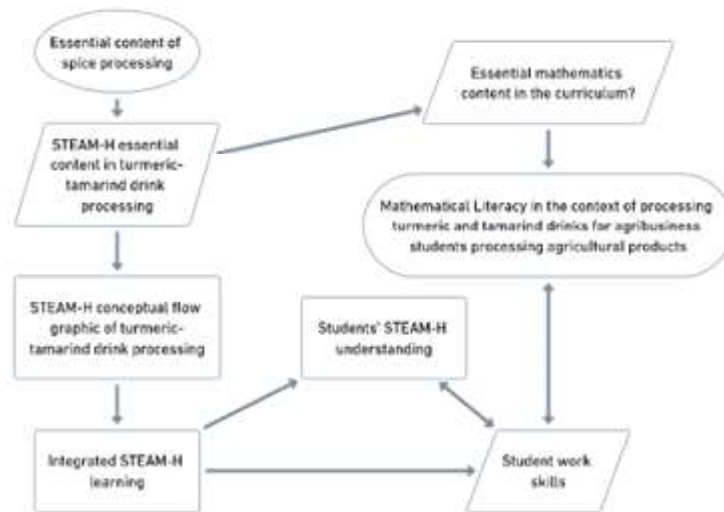 Essential content of
spice processing
Essential mathematics
content in the curriculum?
STEAM-H essential
content in turmeric-
tamarind drink
processing
Mathematical Literacy in the context of processing
turmeric and tamarind drinks for agribusiness
students processing agricultural products
STEAM-H conceptual flow
graphic of turmeric-
tamarind drink processing
Students' STEAM-H
understanding
Integrated STEAM-H
learning
Student work
skills